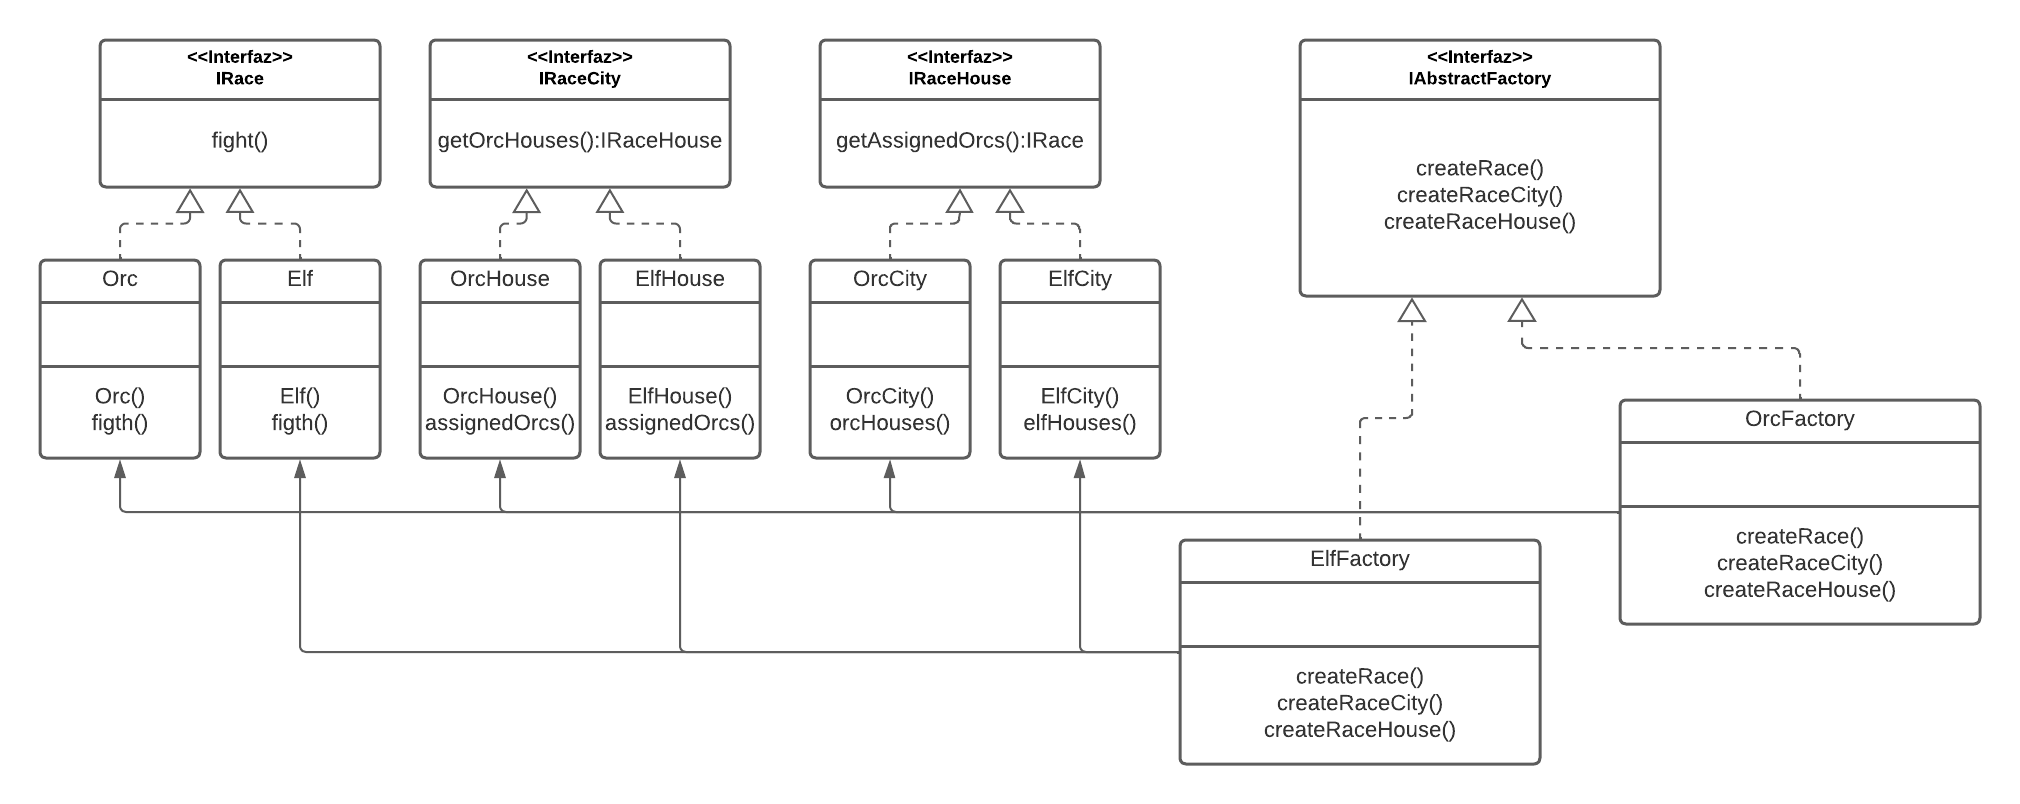 <<Interfaz>>
IRace
fight()
<<Interfaz>>
IRaceCity
getOrcHouses():IRaceHouse
<<Interfaz>>
IRaceHouse
getAssignedOrcs():IRace
<<Interfaz>>
IAbstractFactory
createRace()
createRaceCity()
createRaceHouse()
Orc
Orc()
figth()
Elf
Elf()
figth()
OrcHouse
OrcHouse()
assignedOrcs()
ElfHouse
ElfHouse()
assignedOrcs()
OrcCity
OrcCity()
orcHouses()
ElfCity
ElfCity()
elfHouses()
OrcFactory
createRace()
createRaceCity()
createRaceHouse()
ElfFactory
createRace()
createRaceCity()
createRaceHouse()